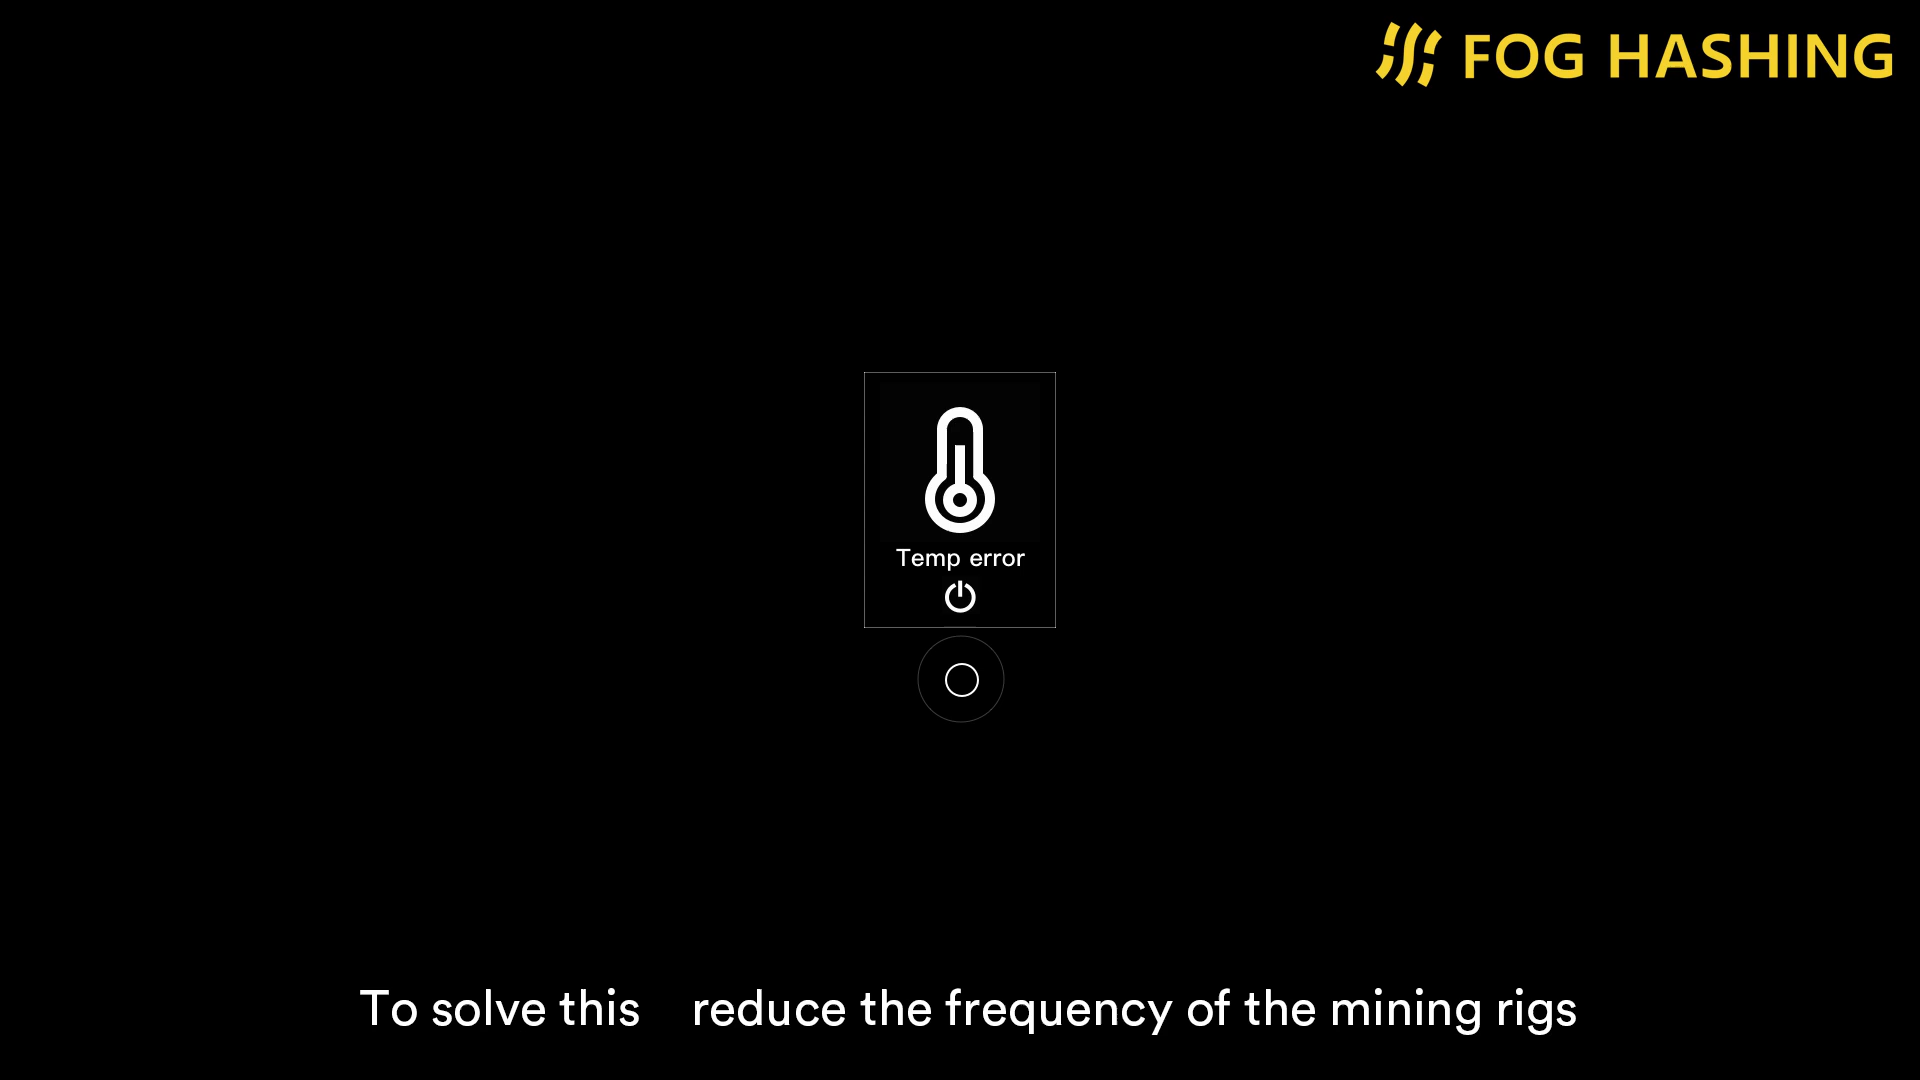 FOG HASHING
Temp error
To solve this reduce the frequency of the mining rigs